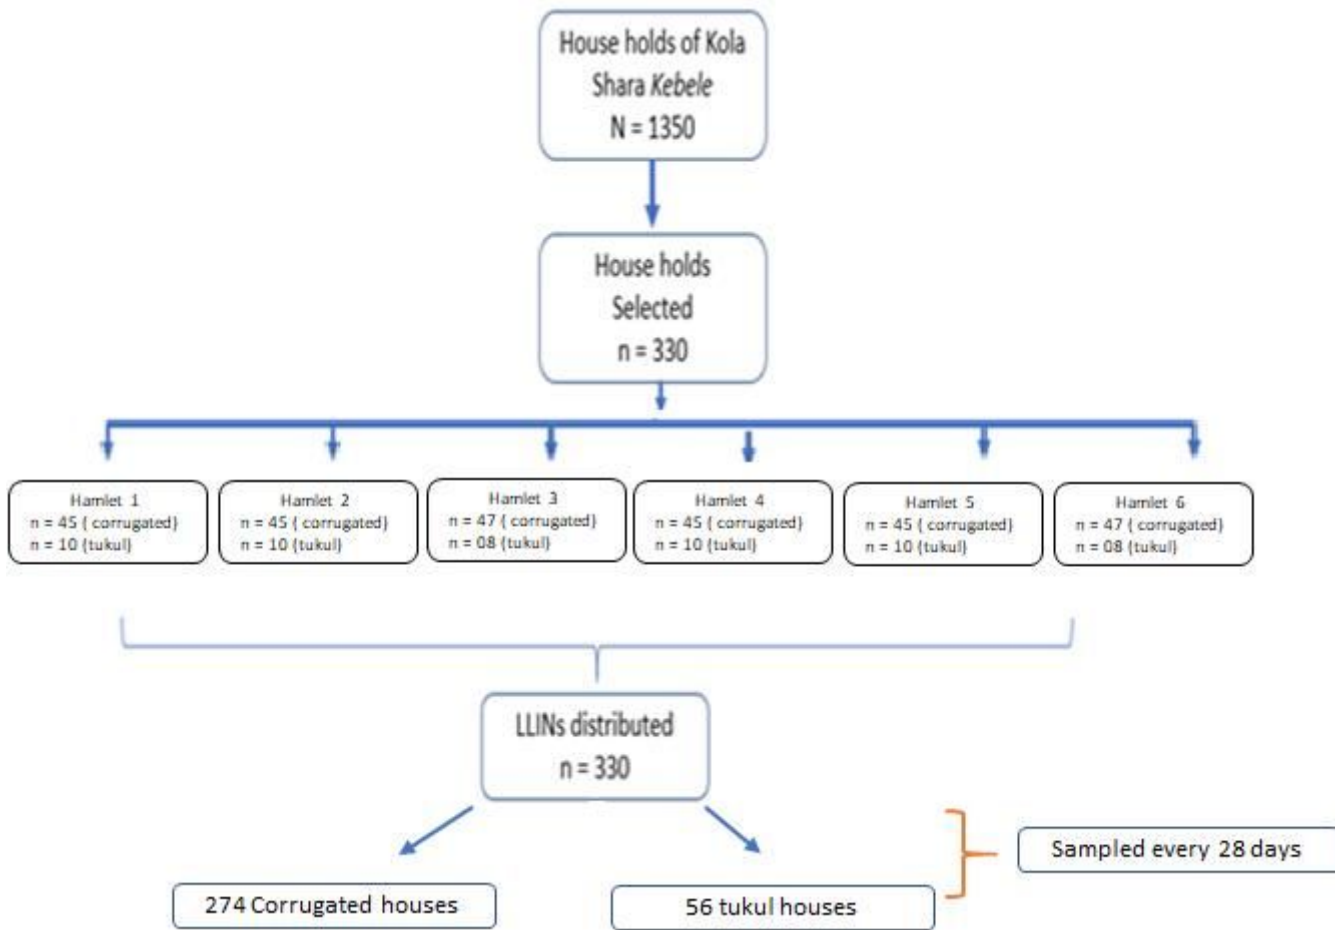 House holds of Kola
Shara Kebele
N = 1350
House holds
Selected
n = 330
Hamlet 1
n = 45 ( corrugated)
n = 10 (tukul)
Hamlet 2
n = 45 ( corrugated)
n = 10 (tukul)
Hamlet 3
n = 47 ( corrugated)
n = 08 (tukul)
Hamlet 4
n = 45 ( corrugated)
n = 10 (tukul)
Hamlet 5
n = 45 ( corrugated)
n = 10 (tukul)
Hamlet 6
n = 47 ( corrugated)
n = 08 (tukul)
LLINs distributed
n = 330
Sampled every 28 days
274 Corrugated houses
56 tukul houses